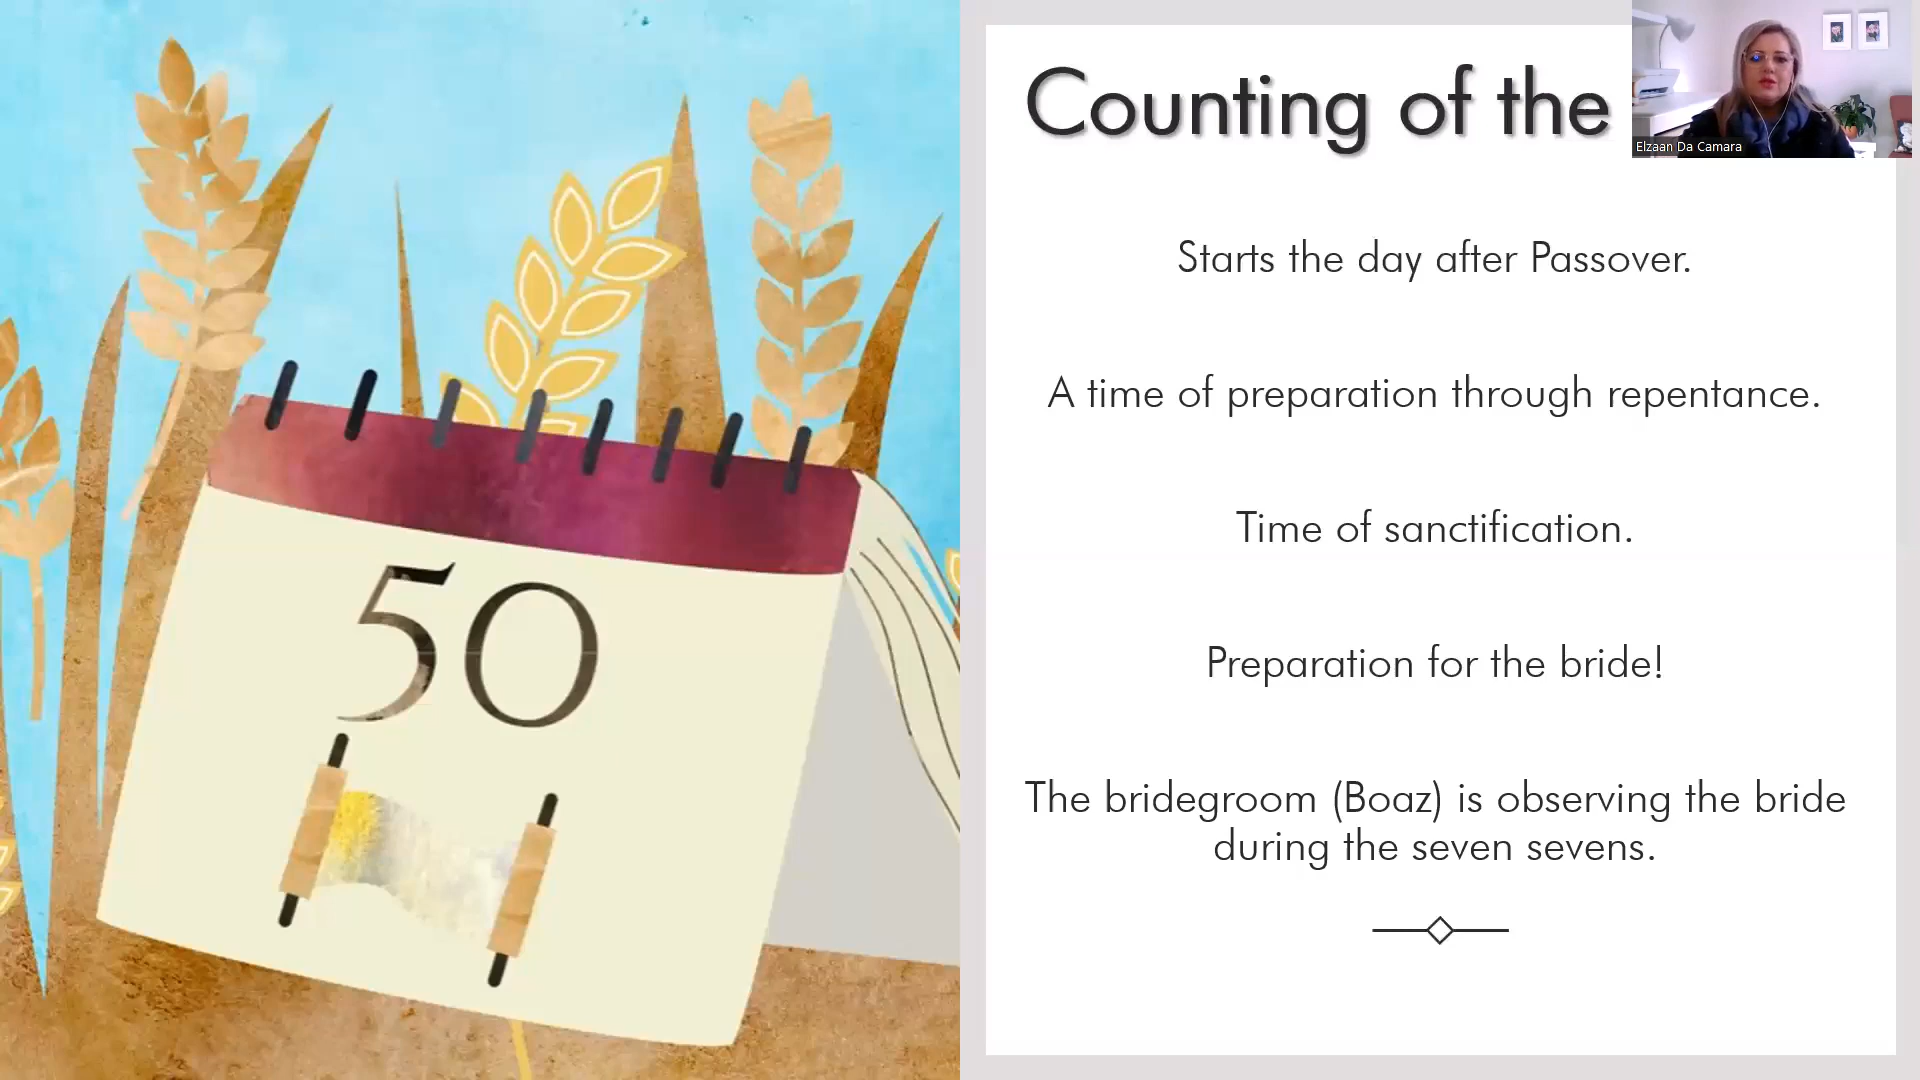 50
Counting of the
Elzaan Da Camara
Starts the day after Passover.
A time of preparation through repentance.
Time of sanctification.
Preparation for the bride!
The bridegroom (Boaz) is observing the bride
during the seven sevens.